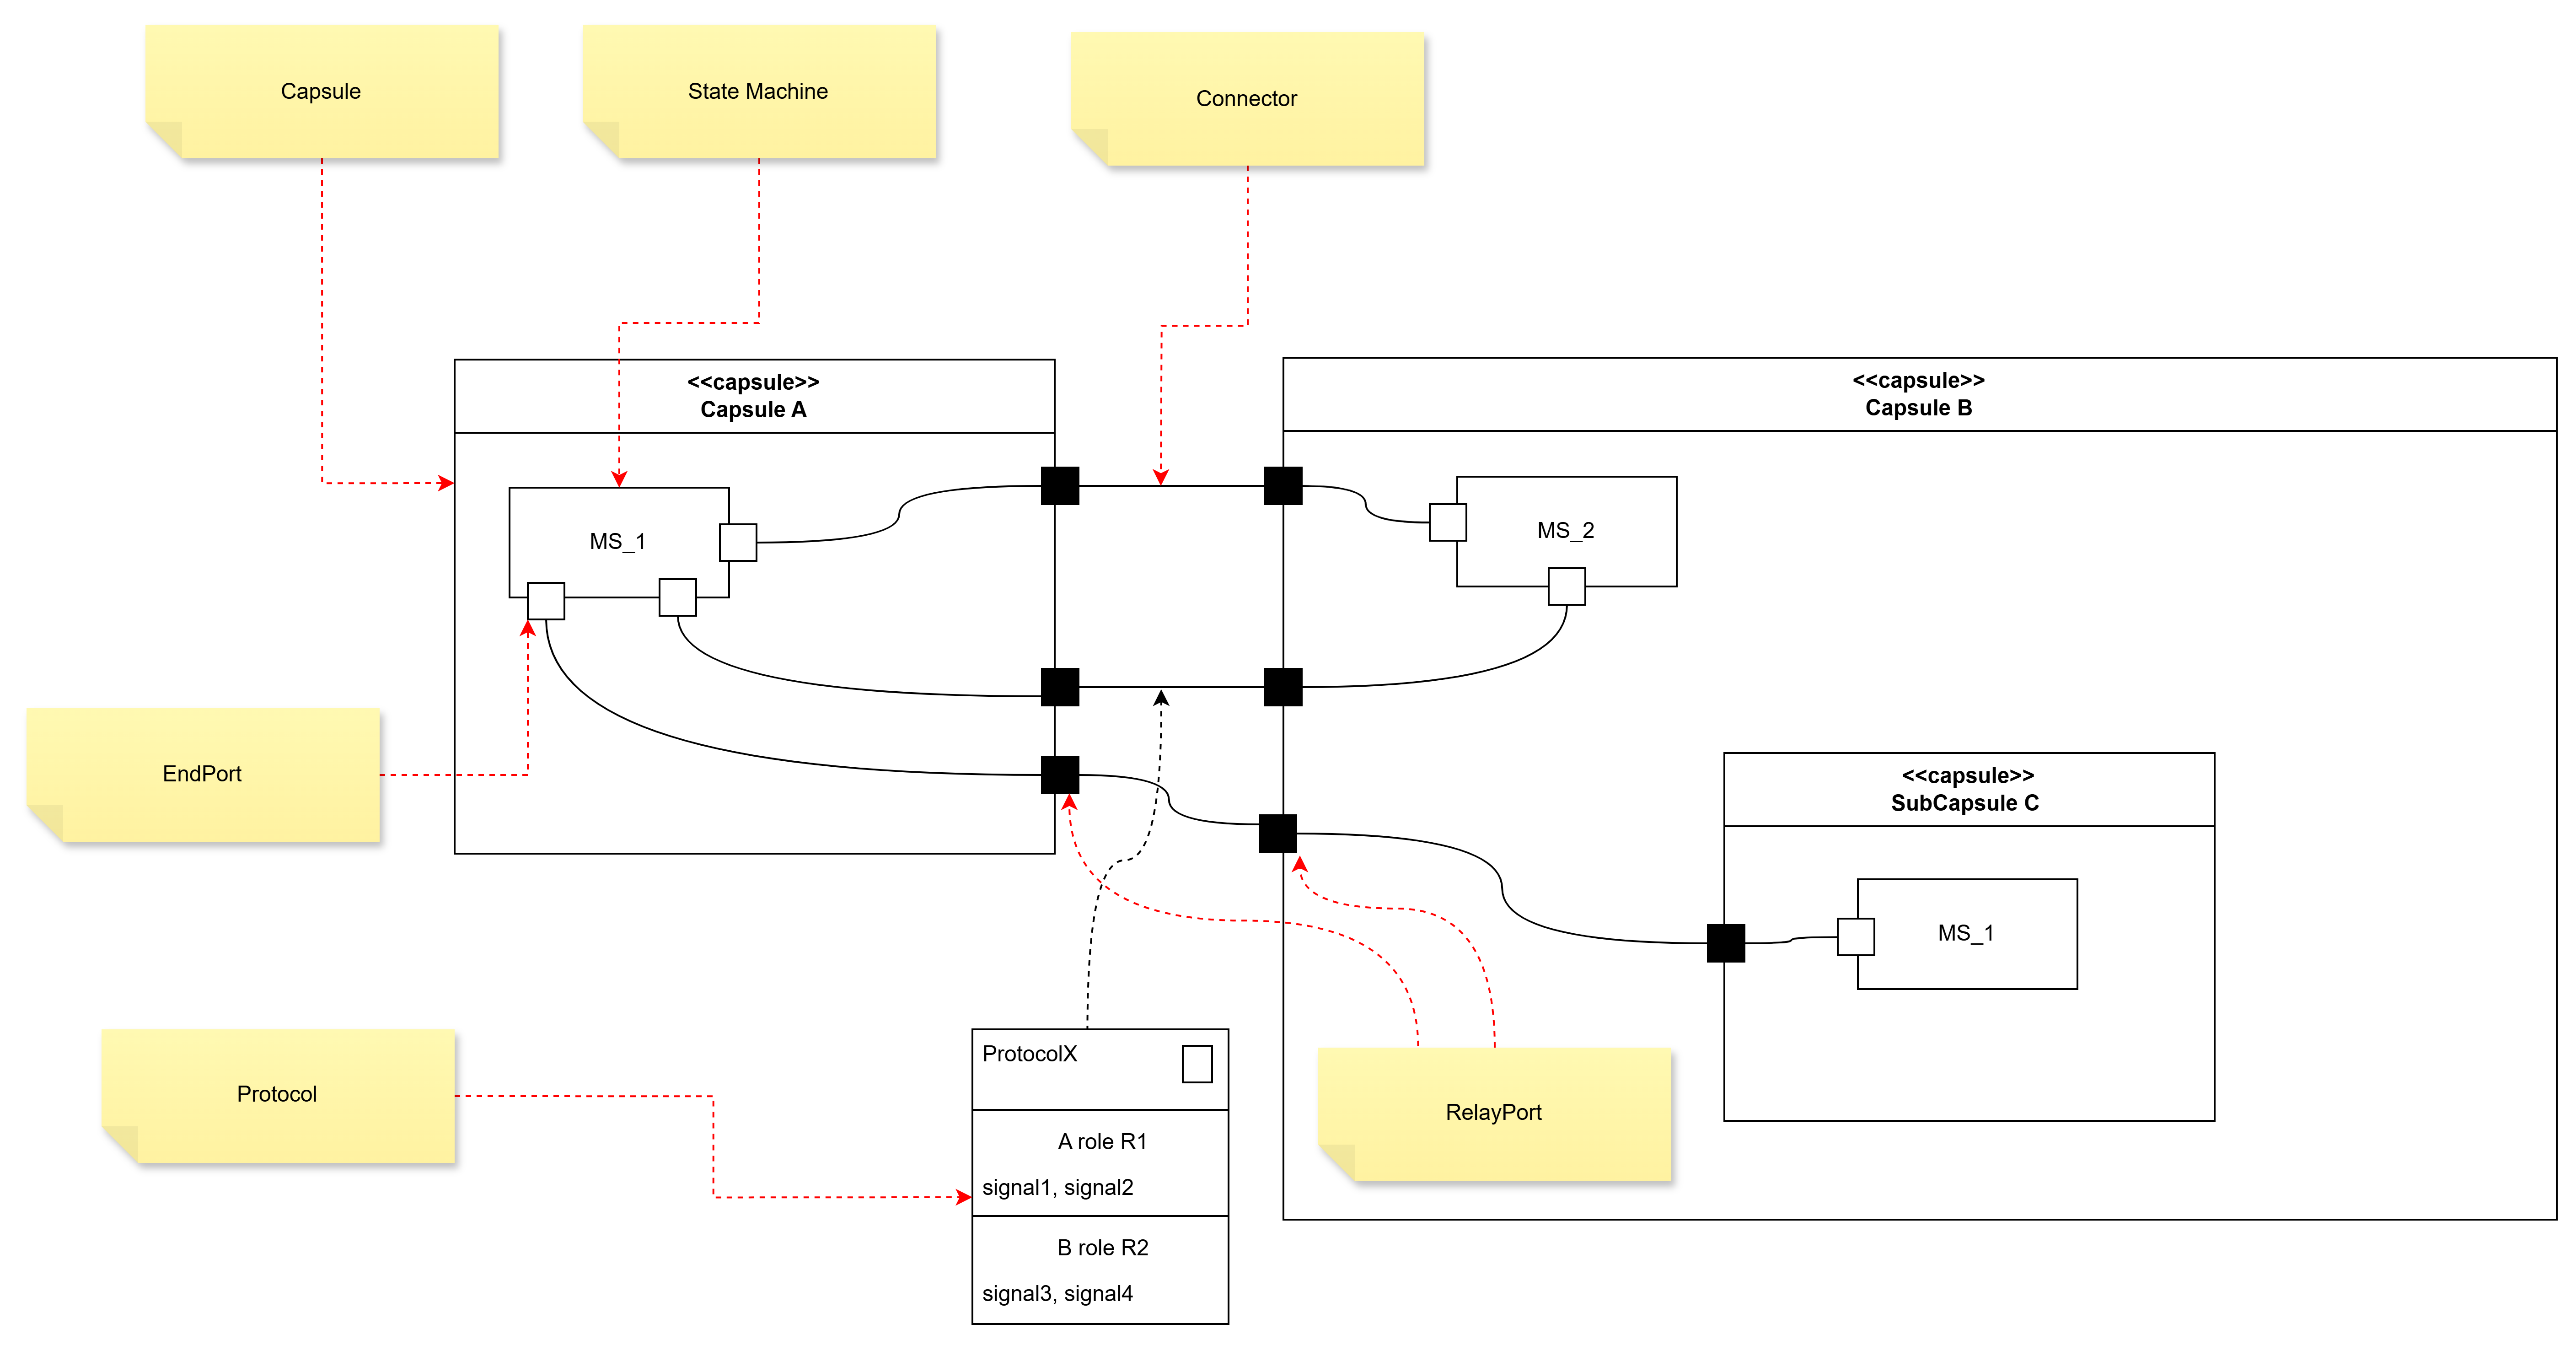 Capsule
State Machine
Connector
<<capsule>>
Capsule A
<<capsule>>
Capsule B
MS_1
MS_2
EndPort
<<capsule>>
SubCapsule C
MS_1
Protocol
ProtocolX
A role R1
signal1, signal2
B role R2
signal3, signal4
RelayPort